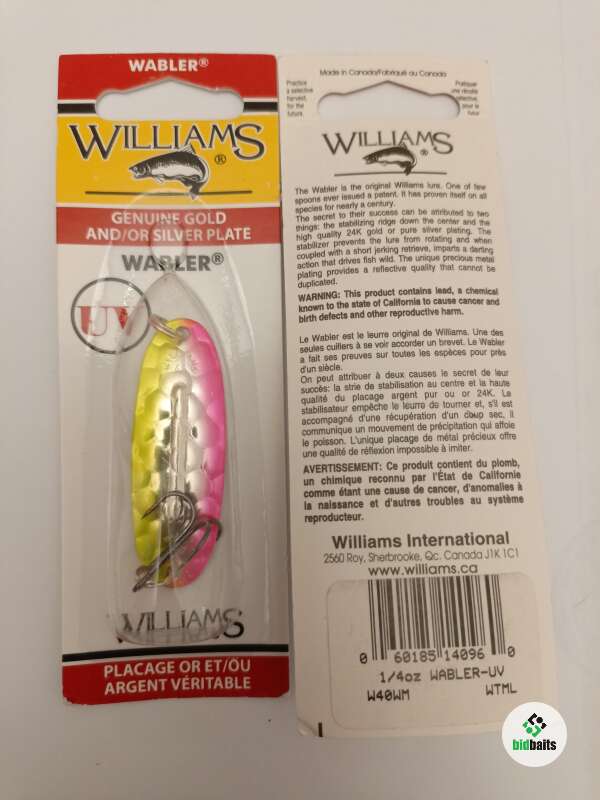 WABLER®
WILLIAMS®
GENUINE GOLD
AND/OR SILVER PLATE
WABLER®
UV
WILLIAMS
PLACAGE OR ET/OU
ARGENT VÉRITABLE
Made in Canada/Fabriqué au Canada
Practice
a selective
harvest,
for the
future.
Pratiquer
une récolte
sélective,
pour le
futur
WILLIAMS®
The Wabler is the original Williams lure. One of few
spoons ever issued a patent. It has proven itself on all
species for nearly a century.
The secret to their success can be attributed to two
things: the stabilizing ridge down the center and the
high quality 24K gold or pure silver plating. The
stabilizer prevents the lure from rotating and when
coupled with a short jerking retrieve, imparts a darting
action that drives fish wild. The unique precious metal
plating provides a reflective quality that cannot be
duplicated.
WARNING: This product contains lead, a chemical
known to the state of California to cause cancer and
birth defects and other reproductive harm.
Le Wabler est le leurre original de Williams. Une des
seules cuillers à se voir accorder un brevet. Le Wabler
a fait ses preuves sur toutes les espèces pour près
d'un siècle.
On peut attribuer à deux causes le secret de leur
succès: la strie de stabilisation au centre et la haute
qualité du placage argent pur ou or 24K. Le
stabilisateur empêche le leurre de tourner et, s'il est
accompagné d'une récupération d'un coup sec, il
communique un mouvement de précipitation qui affole
le poisson. L'unique placage de métal précieux offre
une qualité de réflexion impossible à imiter.
AVERTISSEMENT: Ce produit contient du plomb,
un chimique reconnu par l'État de Californie
comme étant une cause de cancer, d'anomalies à
la naissance et d'autres troubles au système
reproducteur.
Williams International
2560 Roy, Sherbrooke, Qc. Canada J1K 1C1
www.williams.ca
0 60185 14096 0
1/4oz WABLER-UV
W40WM WTML
bidbaits